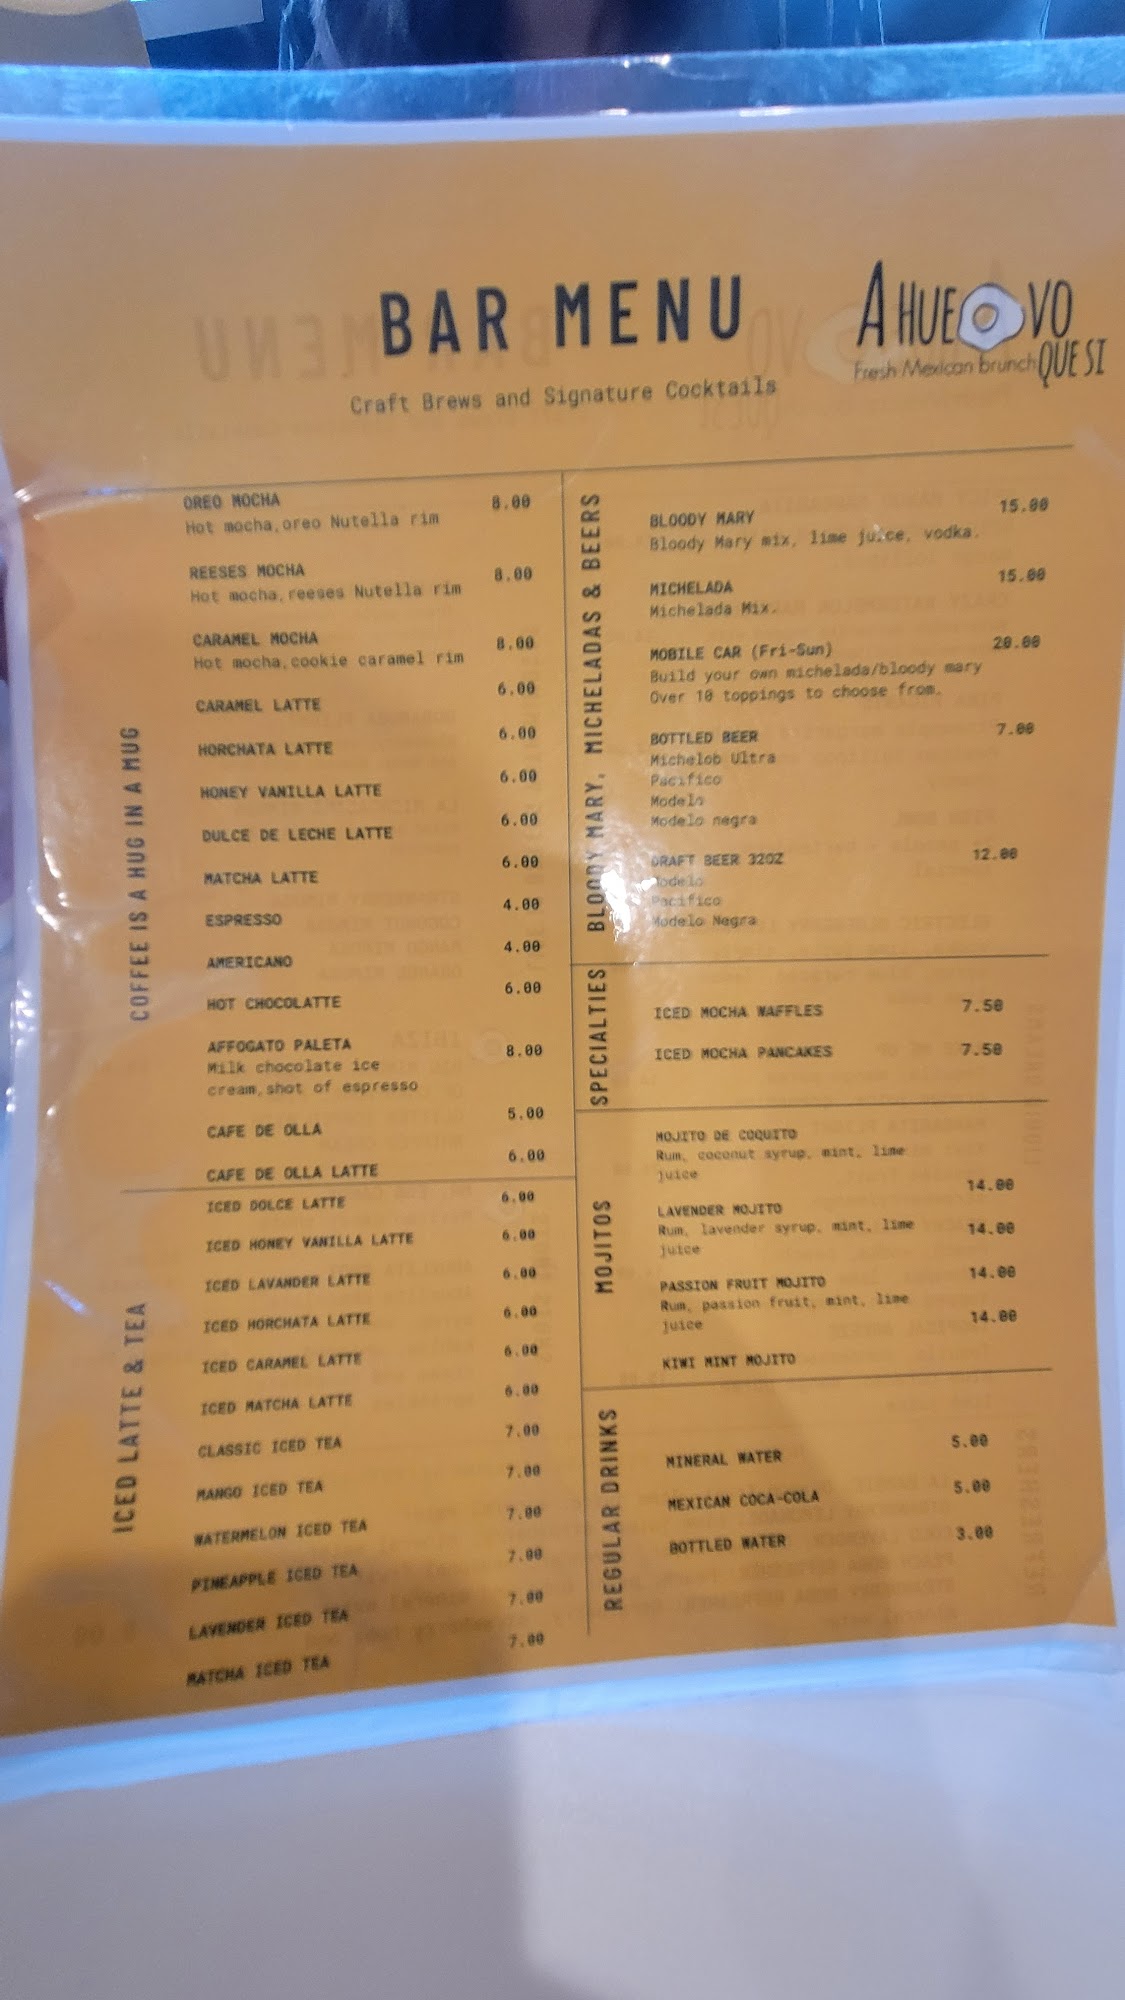 BAR MENU
Craft Brews and Signature Cocktails
A HUEVO
QUE SI
Fresh Mexican brunch
COFFEE IS A HUG IN A MUG
OREO MOCHA 8.00
Hot mocha,oreo Nutella rim
REESES MOCHA 8.00
Hot mocha,reeses Nutella rim
CARAMEL MOCHA 8.00
Hot mocha,cookie caramel rim
CARAMEL LATTE 6.00
HORCHATA LATTE 6.00
HONEY VANILLA LATTE 6.00
DULCE DE LECHE LATTE 6.00
MATCHA LATTE 6.00
ESPRESSO 4.00
AMERICANO 4.00
HOT CHOCOLATTE 6.00
AFFOGATO PALETA 8.00
Milk chocolate ice
cream,shot of espresso
CAFE DE OLLA 5.00
CAFE DE OLLA LATTE 6.00
ICED LATTE & TEA
ICED DOLCE LATTE 6.00
ICED HONEY VANILLA LATTE 6.00
ICED LAVANDER LATTE 6.00
ICED HORCHATA LATTE 6.00
ICED CARAMEL LATTE 6.00
ICED MATCHA LATTE 6.00
CLASSIC ICED TEA 7.00
MANGO ICED TEA 7.00
WATERMELON ICED TEA 7.00
PINEAPPLE ICED TEA 7.00
LAVENDER ICED TEA 7.00
MATCHA ICED TEA 7.00
BLOODY MARY, MICHELADAS & BEERS
BLOODY MARY 15.00
Bloody Mary mix, lime juice, vodka.
MICHELADA 15.00
Michelada Mix.
MOBILE CAR (Fri-Sun) 20.00
Build your own michelada/bloody mary
Over 10 toppings to choose from.
BOTTLED BEER 7.00
Michelob Ultra
Pacifico
Modelo
Modelo negra
DRAFT BEER 32OZ 12.00
Modelo
Pacifico
Modelo Negra
SPECIALTIES
ICED MOCHA WAFFLES 7.50
ICED MOCHA PANCAKES 7.50
MOJITOS
MOJITO DE COQUITO
Rum, coconut syrup, mint, lime
juice
14.00
LAVENDER MOJITO
Rum, lavender syrup, mint, lime 14.00
juice
PASSION FRUIT MOJITO 14.00
Rum, passion fruit, mint, lime
juice 14.00
KIWI MINT MOJITO
REGULAR DRINKS
MINERAL WATER 5.00
MEXICAN COCA-COLA 5.00
BOTTLED WATER 3.00